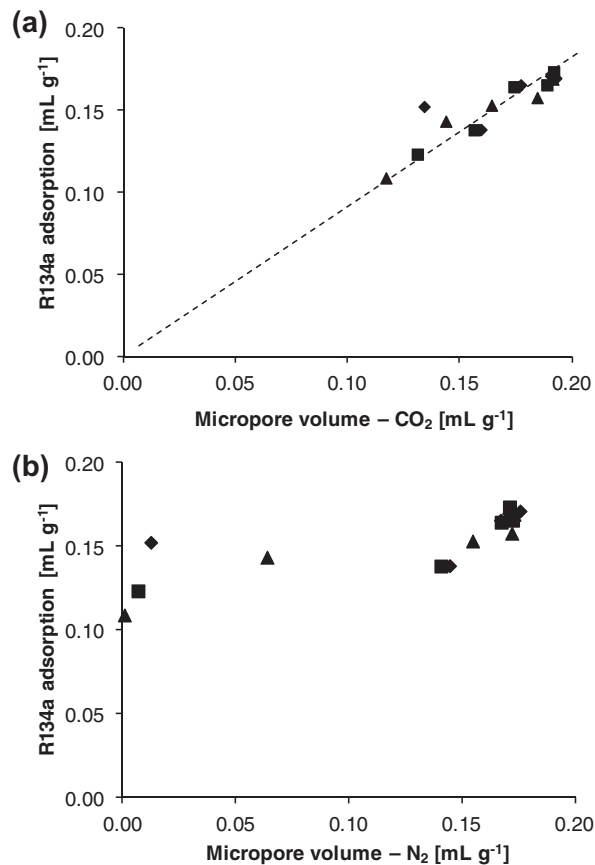 (a)
R134a adsorption [mL g⁻¹]
0.20
0.15
0.10
0.05
0.00
0.00 0.05 0.10 0.15 0.20
Micropore volume – CO₂ [mL g⁻¹]
(b)
R134a adsorption [mL g⁻¹]
0.20
0.15
0.10
0.05
0.00
0.00 0.05 0.10 0.15 0.20
Micropore volume – N₂ [mL g⁻¹]